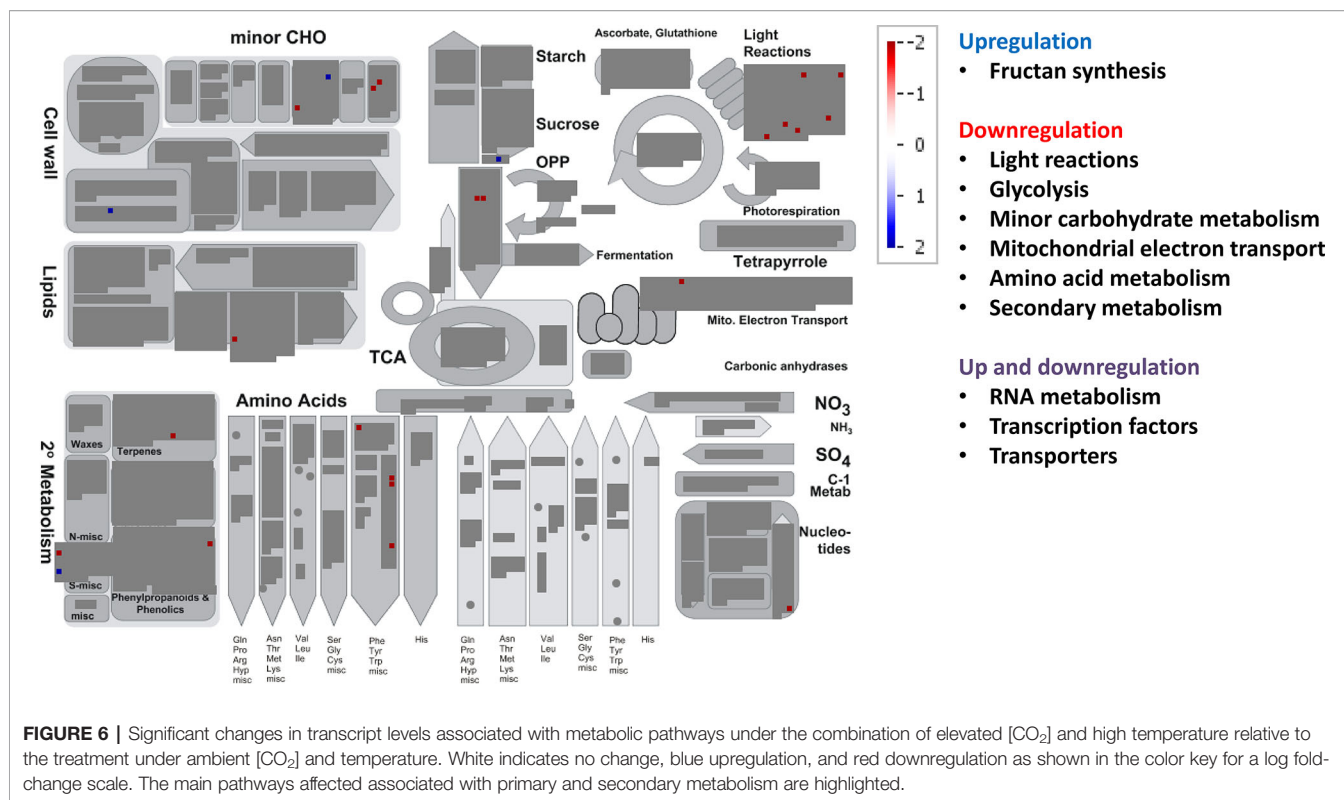 minor CHO
Cell wall
Lipids
2° Metabolism
Starch
Sucrose
OPP
Ascorbate, Glutathione
Light
Reactions
Photorespiration
Tetrapyrrole
Fermentation
Mito. Electron Transport
TCA
Carbonic anhydrases
Amino Acids
NO3
NH3
SO4
C-1
Metab
Nucleo-
tides
Waxes
Terpenes
N-misc
S-misc
misc
Phenylpropanoids &
Phenolics
Gln
Pro
Arg
Hyp
misc
Asn
Thr
Met
Lys
misc
Val
Leu
Ile
Ser
Gly
Cys
misc
Phe
Tyr
Trp
misc
His
Gln
Pro
Arg
Hyp
misc
Asn
Thr
Met
Lys
misc
Val
Leu
Ile
Ser
Gly
Cys
misc
Phe
Tyr
Trp
misc
His
-2
-1
0
1
2
Upregulation
• Fructan synthesis
Downregulation
• Light reactions
• Glycolysis
• Minor carbohydrate metabolism
• Mitochondrial electron transport
• Amino acid metabolism
• Secondary metabolism
Up and downregulation
• RNA metabolism
• Transcription factors
• Transporters
FIGURE 6 | Significant changes in transcript levels associated with metabolic pathways under the combination of elevated [CO2] and high temperature relative to
the treatment under ambient [CO2] and temperature. White indicates no change, blue upregulation, and red downregulation as shown in the color key for a log fold-
change scale. The main pathways affected associated with primary and secondary metabolism are highlighted.